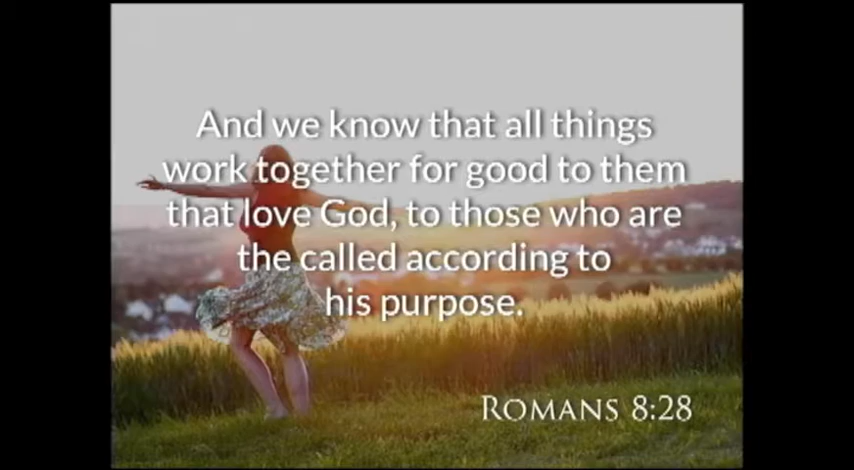 And we know that all things
work together for good to them
that love God, to those who are
the called according to
his purpose.
Romans 8:28